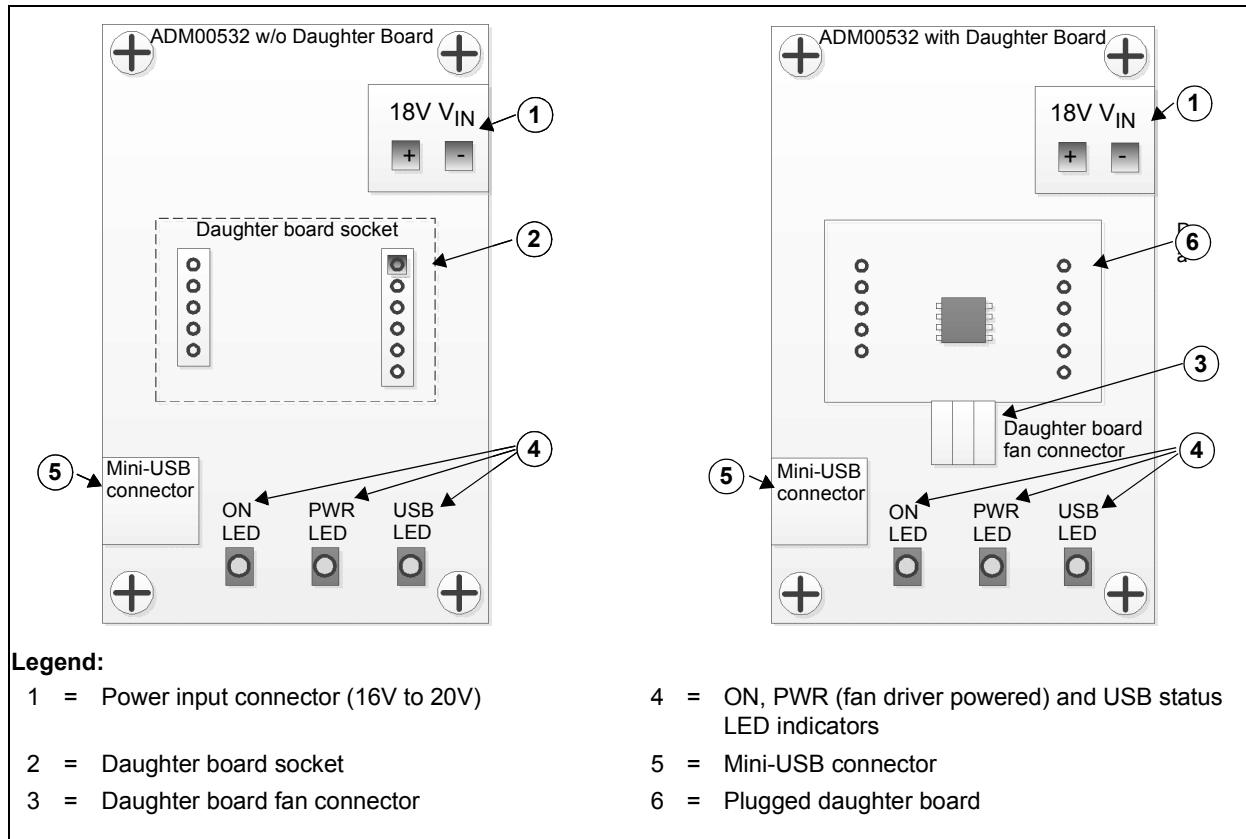 ADM00532 w/o Daughter Board
18V VIN
1
+ -
Daughter board socket
2
5
Mini-USB
connector
4
ON
LED
PWR
LED
USB
LED
ADM00532 with Daughter Board
18V VIN
1
+ -
6
3
Daughter board
fan connector
5
Mini-USB
connector
4
ON
LED
PWR
LED
USB
LED
Legend:
1 = Power input connector (16V to 20V)
2 = Daughter board socket
3 = Daughter board fan connector
4 = ON, PWR (fan driver powered) and USB status
LED indicators
5 = Mini-USB connector
6 = Plugged daughter board